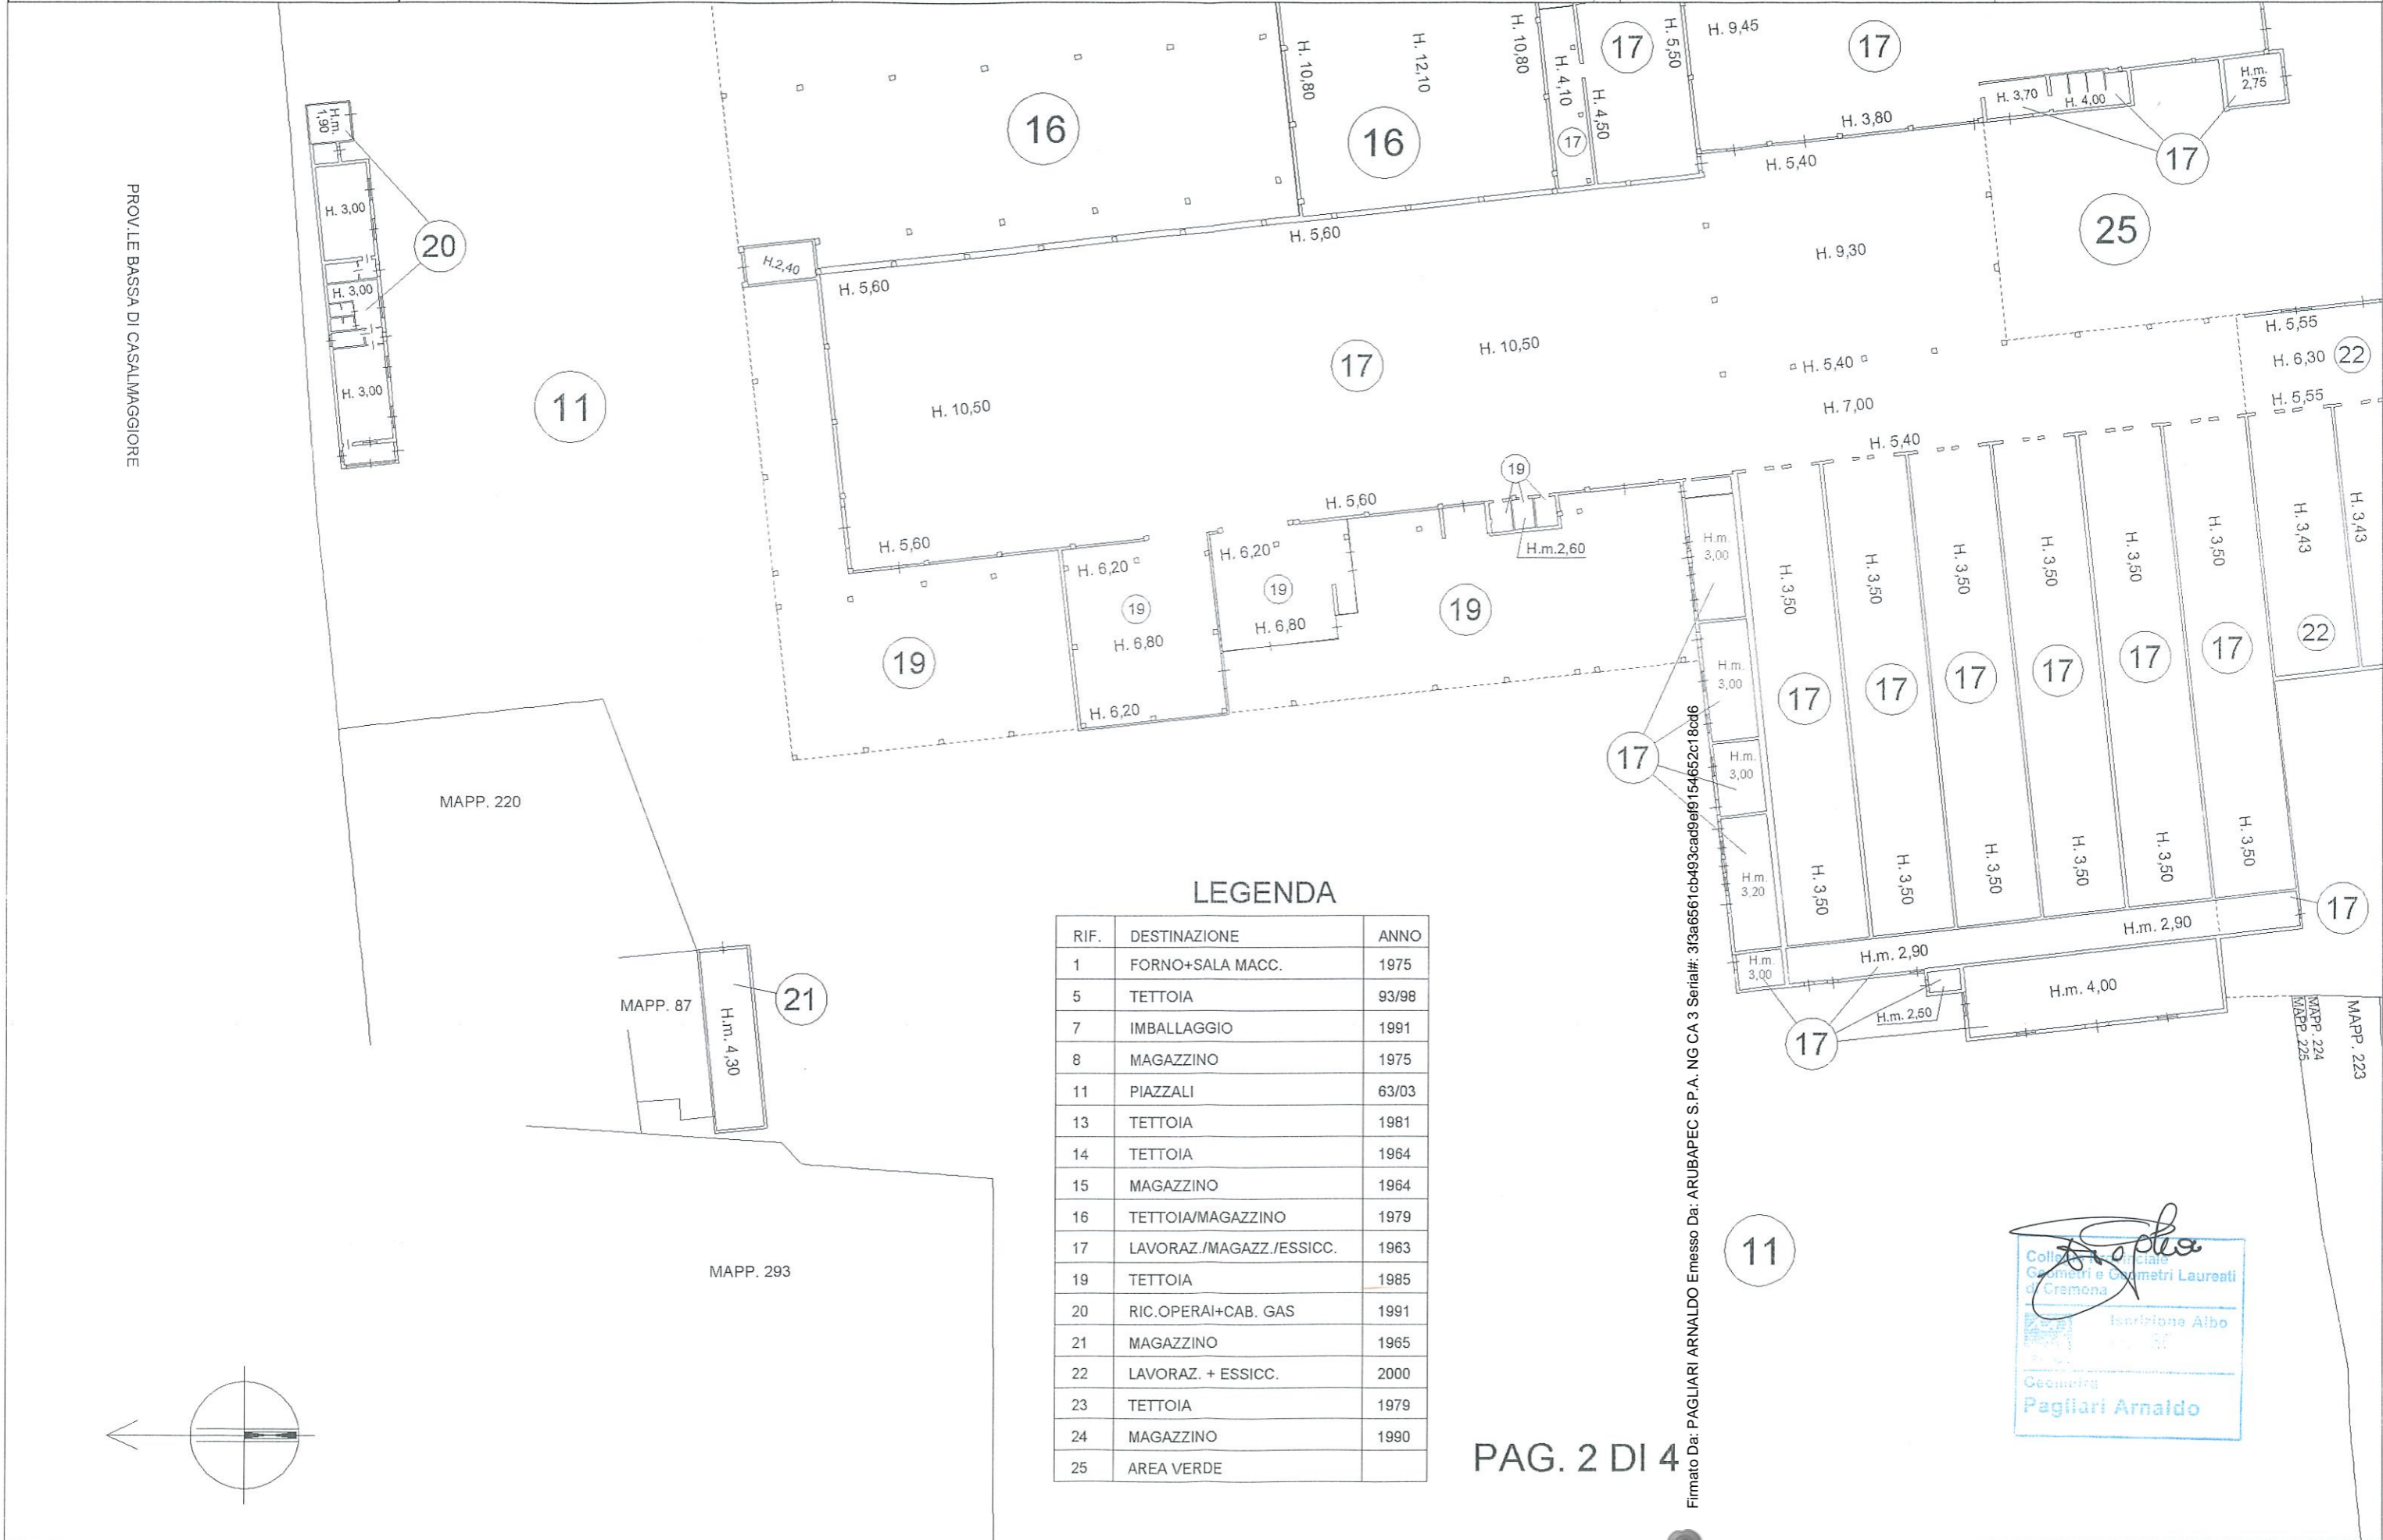 H. 10,80
H. 12,10
H. 10,80
H. 4,10
17
H. 4,50
17
H. 5,50
H. 9,45
17
H. 3,70
H. 4,00
H.m.
2,75
H. 3,80
H. 5,40
17
16
16
H.m.
1,90
H. 3,00
20
H. 3,00
H. 3,00
PROV.LE BASSA DI CASALMAGGIORE
11
H.2,40
H. 5,60
H. 5,60
H. 9,30
25
H. 10,50
17
H. 10,50
H. 5,40
H. 7,00
H. 5,40
H. 5,55
H. 6,30
22
H. 5,55
H. 5,60
H. 5,60
19
H.m.2,60
H. 6,20
19
H. 6,80
H. 6,20
H. 6,20
19
H. 6,80
19
19
H.m.
3,00
H.m.
3,00
H.m.
3,00
H.m.
3,20
H.m.
3,00
17
H. 3,50
H. 3,50
H. 3,50
H. 3,50
H. 3,50
H. 3,50
H. 3,43
H. 3,43
17
17
17
17
17
17
22
H. 3,50
H. 3,50
H. 3,50
H. 3,50
H. 3,50
H. 3,50
H.m. 2,90
H.m. 2,90
17
H.m. 2,50
H.m. 4,00
17
MAPP. 225
MAPP. 224
MAPP. 223
MAPP. 220
MAPP. 87
H.m. 4,30
21
MAPP. 293
LEGENDA
RIF. DESTINAZIONE ANNO
1 FORNO+SALA MACC. 1975
5 TETTOIA 93/98
7 IMBALLAGGIO 1991
8 MAGAZZINO 1975
11 PIAZZALI 63/03
13 TETTOIA 1981
14 TETTOIA 1964
15 MAGAZZINO 1964
16 TETTOIA/MAGAZZINO 1979
17 LAVORAZ./MAGAZZ./ESSICC. 1963
19 TETTOIA 1985
20 RIC.OPERAI+CAB. GAS 1991
21 MAGAZZINO 1965
22 LAVORAZ. + ESSICC. 2000
23 TETTOIA 1979
24 MAGAZZINO 1990
25 AREA VERDE
PAG. 2 DI 4
Firmato Da: PAGLIARI ARNALDO Emesso Da: ARUBAPEC S.P.A. NG CA 3 Serial#: 3f3a6561cb493cad9ef9154652c18cd6
11
Collegio Provinciale
Geometri e Geometri Laureati
di Cremona
Iscrizione Albo
Geometra
Pagliari Arnaldo